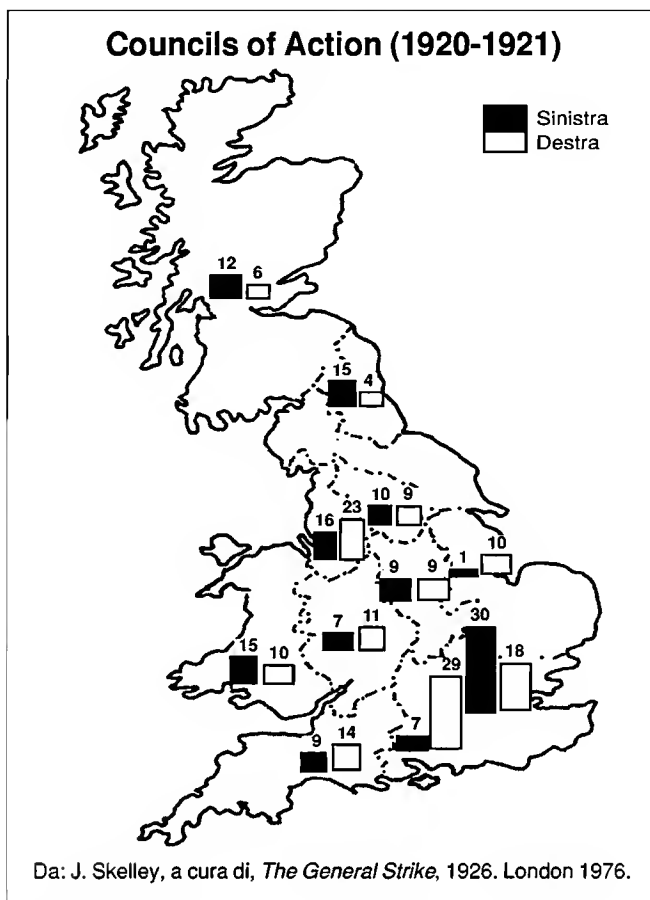 Councils of Action (1920-1921)
Sinistra
Destra
12 6
15 4
10 9
16 23
1 10
9 9
7 11
30 18
15 10
7 29
9 14
Da: J. Skelley, a cura di, The General Strike, 1926. London 1976.